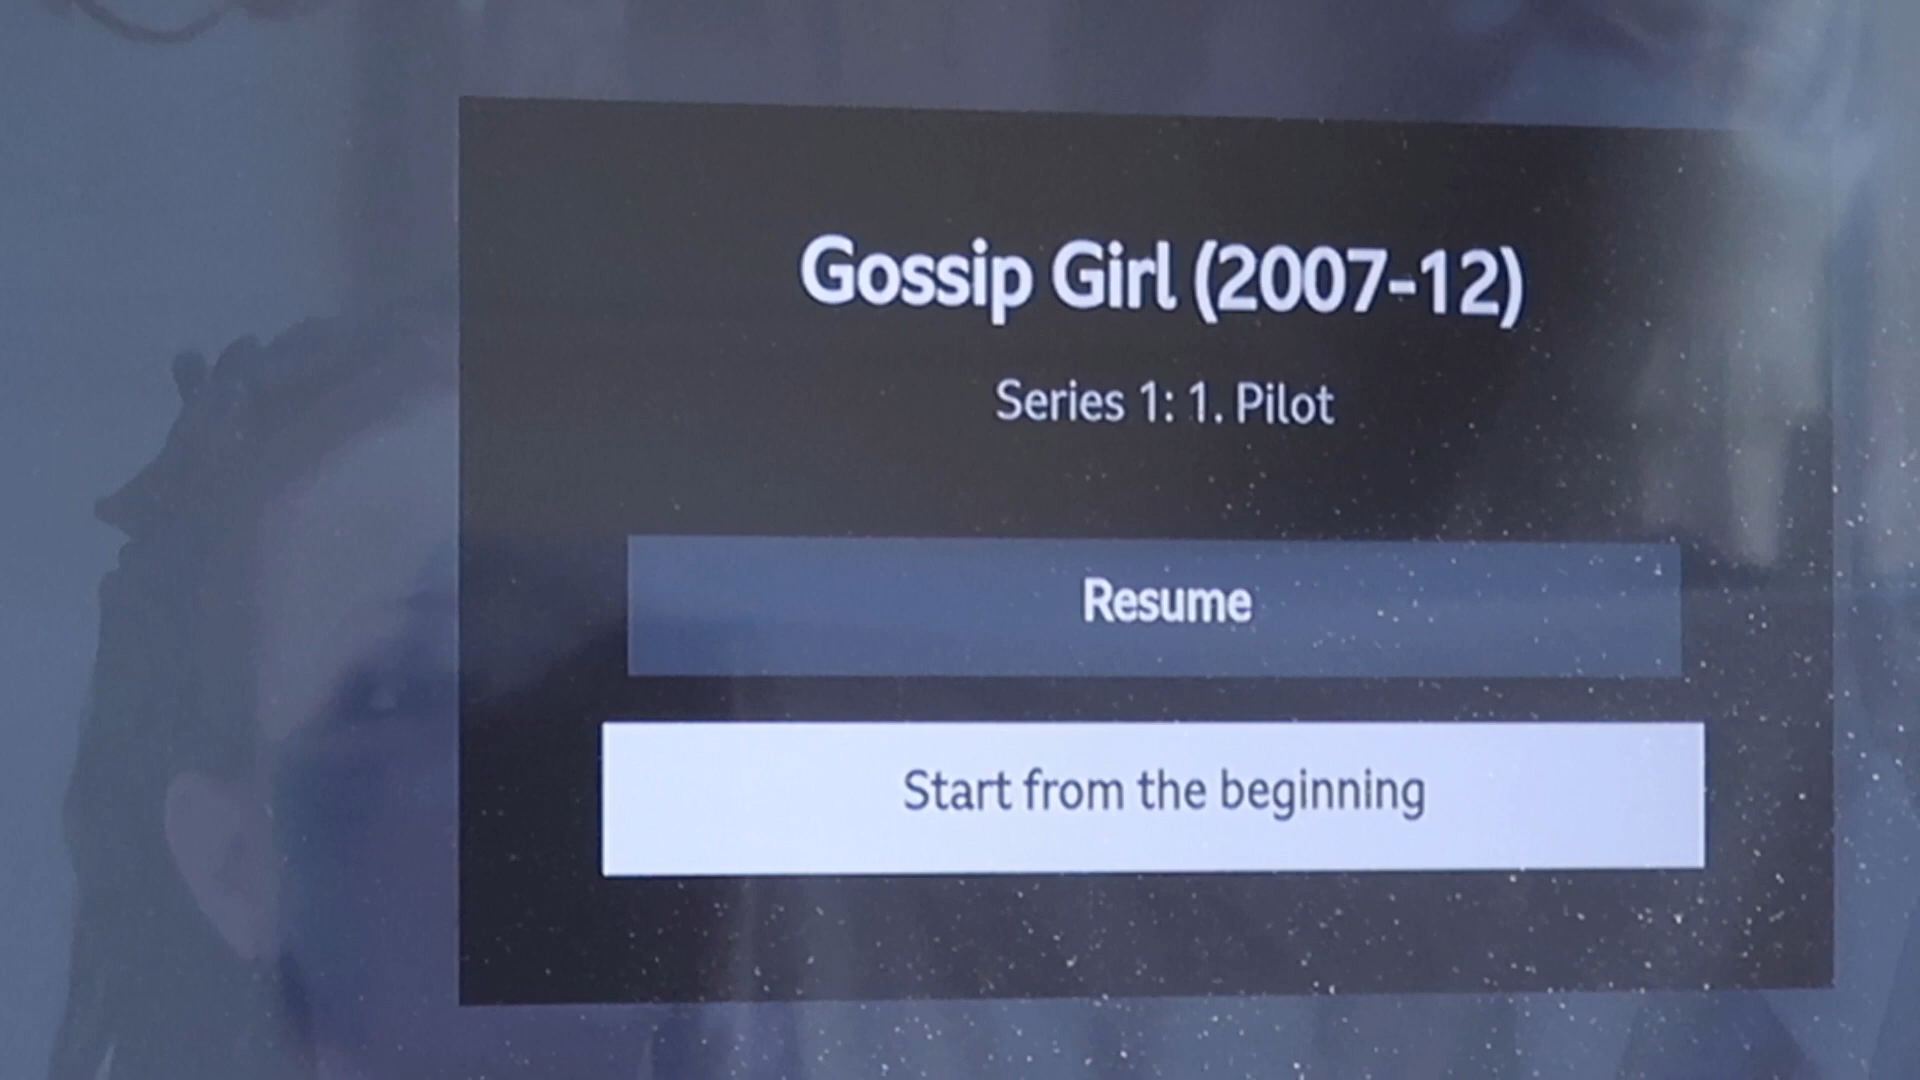 Gossip Girl (2007-12)
Series 1: 1. Pilot
Resume
Start from the beginning